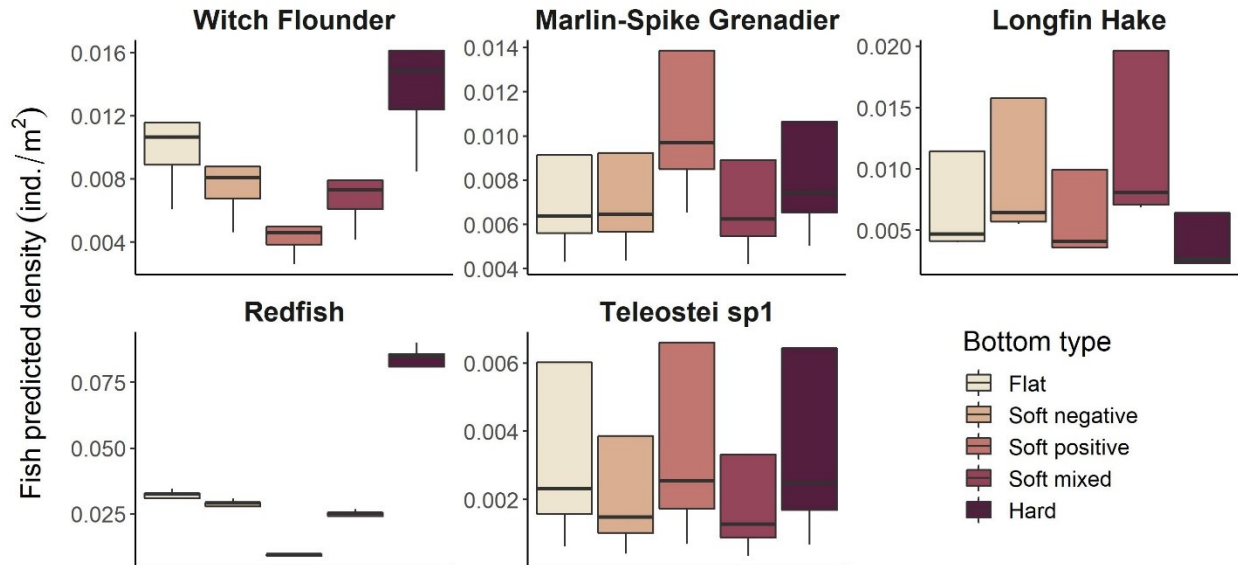 Witch Flounder
Marlin-Spike Grenadier
Longfin Hake
Fish predicted density (ind./m²)
0.016
0.012
0.008
0.004
0.014
0.012
0.010
0.008
0.006
0.004
0.020
0.015
0.010
0.005
Redfish
Teleostei sp1
0.075
0.050
0.025
0.006
0.004
0.002
Bottom type
Flat
Soft negative
Soft positive
Soft mixed
Hard